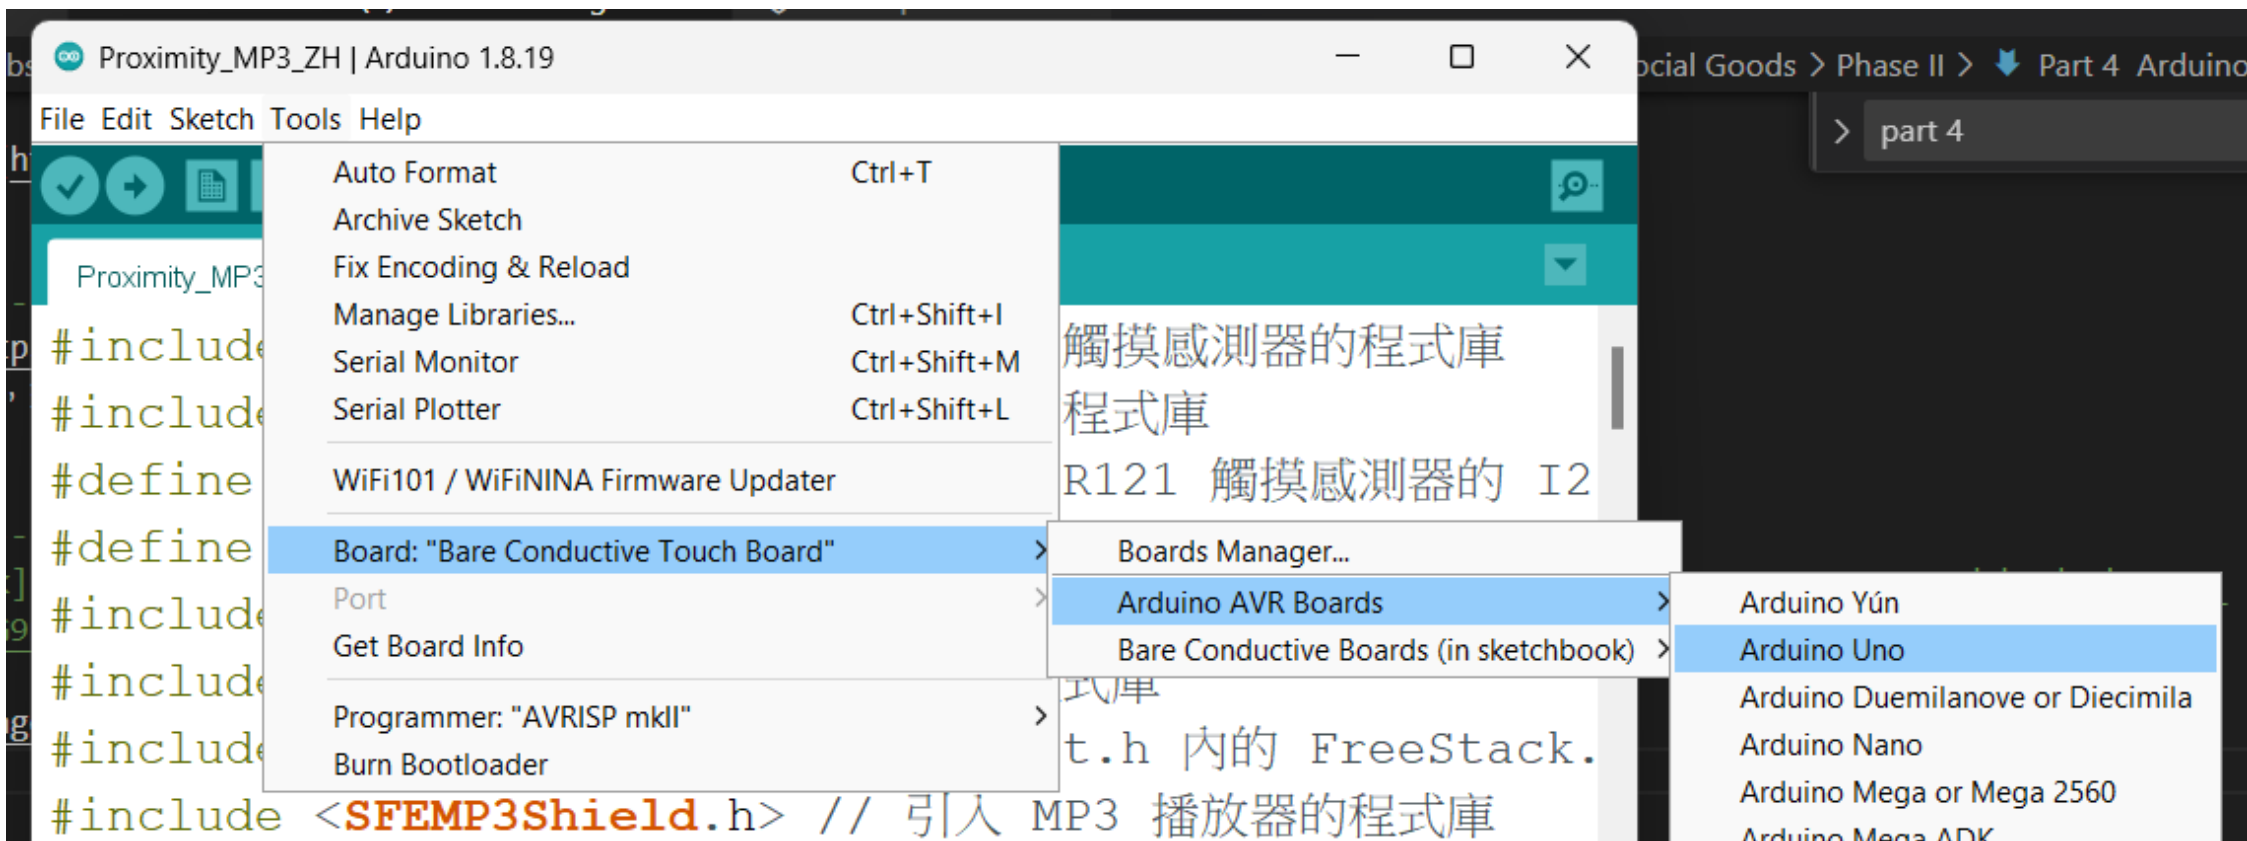 Proximity_MP3_ZH | Arduino 1.8.19
ocial Goods > Phase II > Part 4 Arduino
File Edit Sketch Tools Help
part 4
Auto Format Ctrl+T
Archive Sketch
Fix Encoding & Reload
Proximity_MP3
Manage Libraries... Ctrl+Shift+I
#include 觸摸感測器的程式庫
Serial Monitor Ctrl+Shift+M
Serial Plotter Ctrl+Shift+L
#include 程式庫
WiFi101 / WiFiNINA Firmware Updater
#define R121 觸摸感測器的 I2
#define
Board: "Bare Conductive Touch Board"
Boards Manager...
Port
Arduino AVR Boards
Arduino Yún
#include
Get Board Info
Bare Conductive Boards (in sketchbook)
Arduino Uno
#include 式庫
Arduino Duemilanove or Diecimila
Programmer: "AVRISP mkII"
#include t.h 內的 FreeStack.
Arduino Nano
Burn Bootloader
Arduino Mega or Mega 2560
#include <SFEMP3Shield.h> // 引入 MP3 播放器的程式庫
Arduino Mega ADK